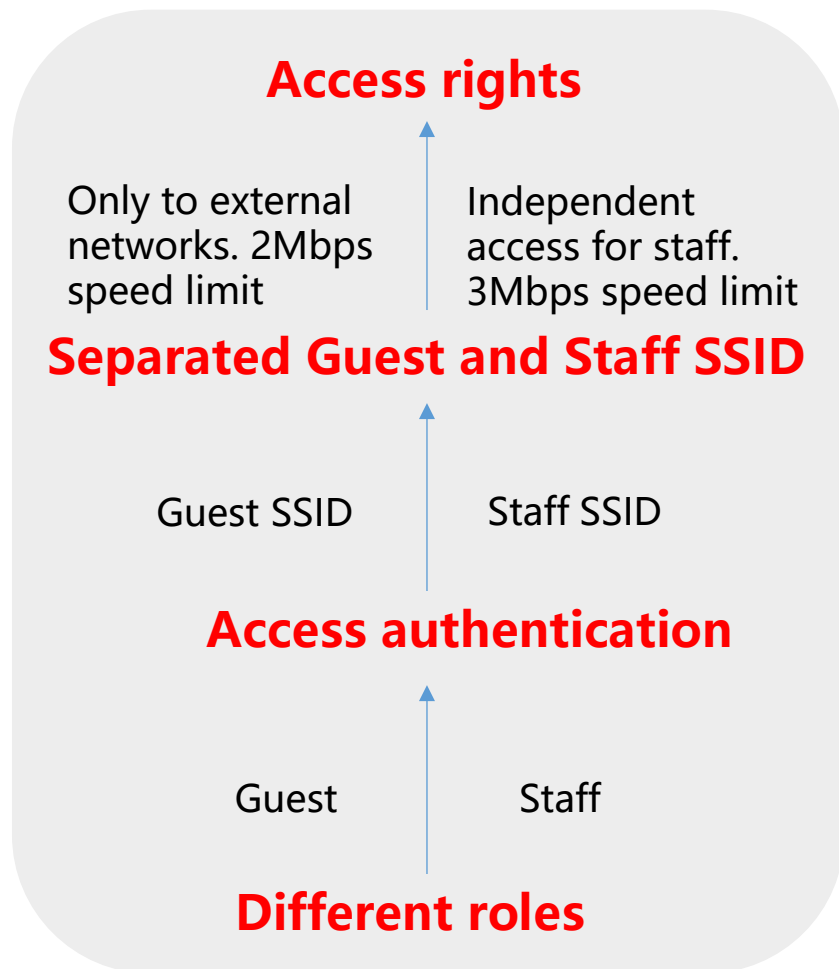 Access rights
Only to external
networks. 2Mbps
speed limit
Independent
access for staff.
3Mbps speed limit
Separated Guest and Staff SSID
Guest SSID
Staff SSID
Access authentication
Guest
Staff
Different roles